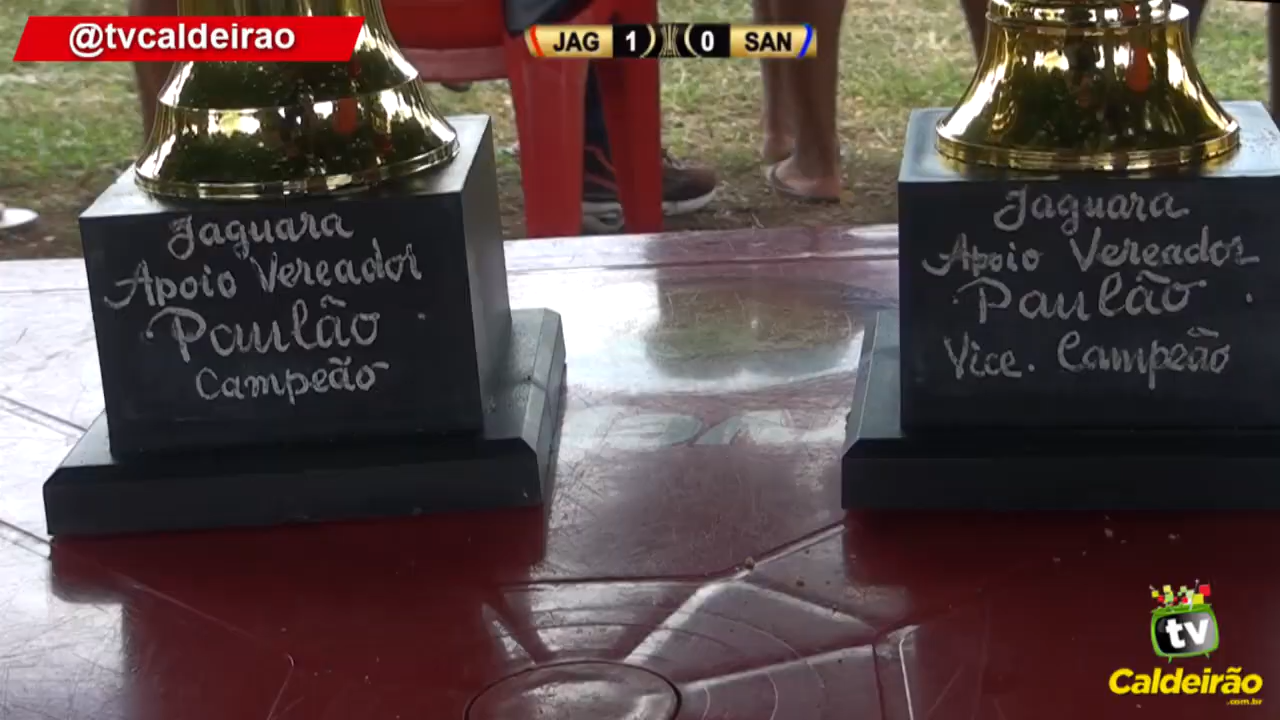 @tvcaldeirao
JAG 1 0 SAN
Jaguara
Apoio Vereador
Paulão
Campeão
Jaguara
Apoio Vereador
Paulão
Vice. Campeão
tv
Caldeirão
.com.br